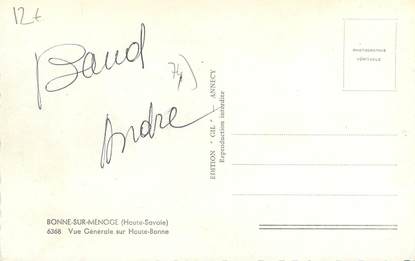 12 €
Baud
André
74)
PHOTOGRAPHIE
VÉRITABLE
EDITION "GIL" - ANNECY
Reproduction interdite
BONNE-SUR-MENOGE (Haute-Savoie)
6368 Vue Générale sur Haute-Bonne